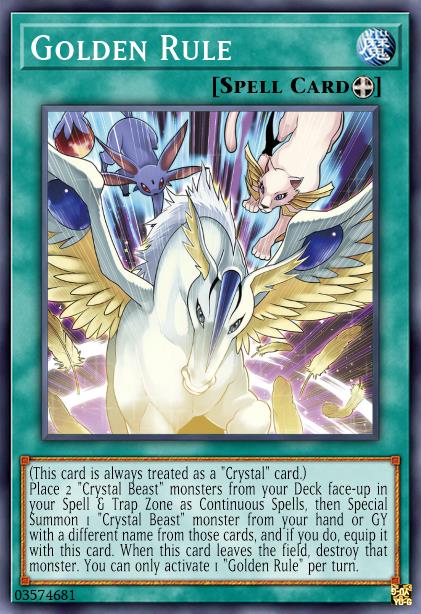 Golden Rule
[Spell Card]
(This card is always treated as a "Crystal" card.)
Place 2 "Crystal Beast" monsters from your Deck face-up in
your Spell & Trap Zone as Continuous Spells, then Special
Summon 1 "Crystal Beast" monster from your hand or GY
with a different name from those cards, and if you do, equip it
with this card. When this card leaves the field, destroy that
monster. You can only activate 1 "Golden Rule" per turn.
03574681